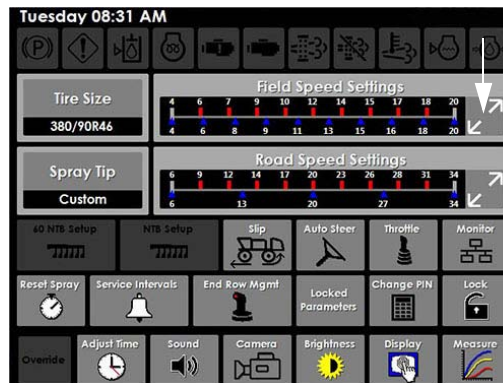 Tuesday 08:31 AM
Tire Size
380/90R46
Field Speed Settings
4 6 7 9 10 12 14 15 17 18 20
4 6 8 9 11 13 15 16 18 20
Spray Tip
Custom
Road Speed Settings
6 9 12 14 17 20 23 26 28 31 34
6 13 20 27 34
60 NTB Setup
NTB Setup
Slip
Auto Steer
Throttle
Monitor
Reset Spray
Service Intervals
End Row Mgmt
Locked
Parameters
Change PIN
Lock
Override
Adjust Time
Sound
Camera
Brightness
Display
Measure